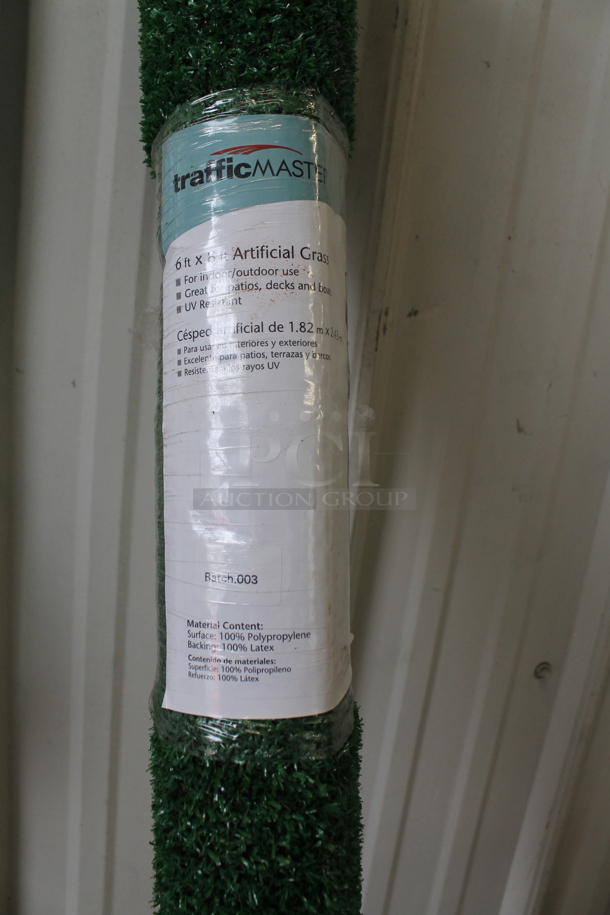 trafficMASTER
6 ft x 8 ft Artificial Grass
For indoor/outdoor use
Great for patios, decks and boats
UV Resistant
Césped artificial de 1.82 m x
Para usar en interiores y exteriores
Excelente para patios, terrazas y barcos
Resistente a los rayos UV
PCI
AUCTION GROUP
Batch.003
Material Content:
Surface: 100% Polypropylene
Backing: 100% Latex
Contenido de materiales:
Superficie: 100% Polipropileno
Refuerzo: 100% Látex